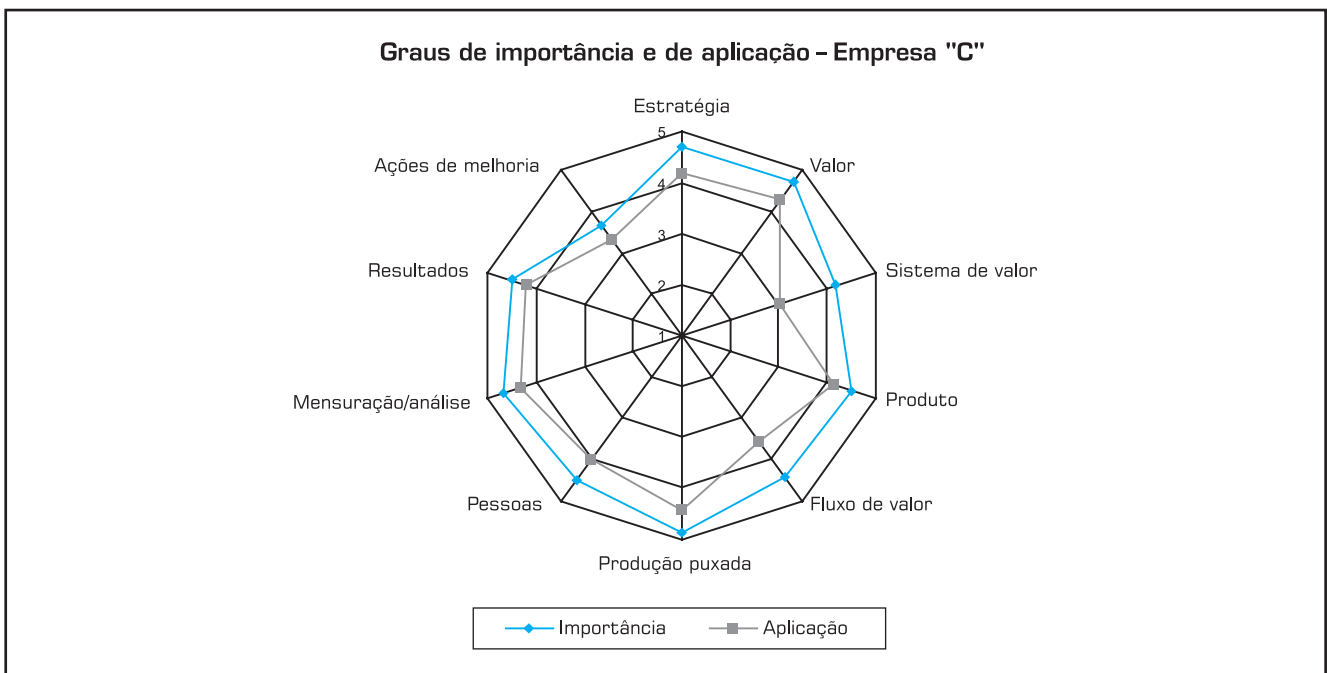 Graus de importância e de aplicação – Empresa "C"
Estratégia
5
Ações de melhoria
Valor
4
3
Resultados
Sistema de valor
2
1
Mensuração/análise
Produto
Pessoas
Fluxo de valor
Produção puxada
Importância
Aplicação